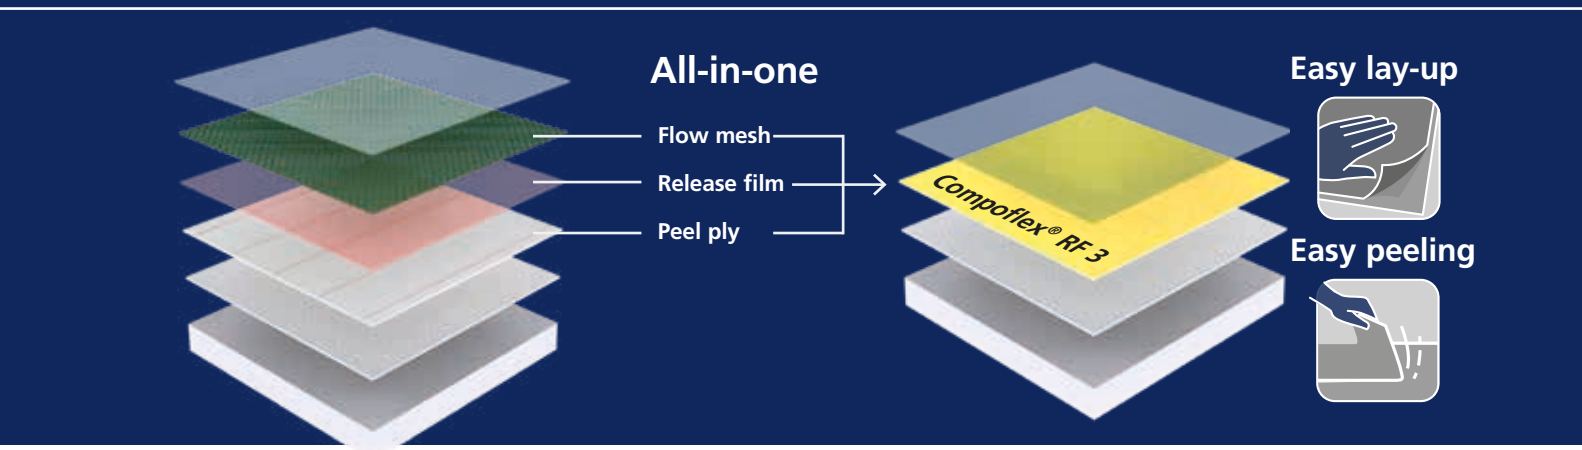 All-in-one
Flow mesh
Release film
Peel ply
Compoflex® RF 3
Easy lay-up
Easy peeling